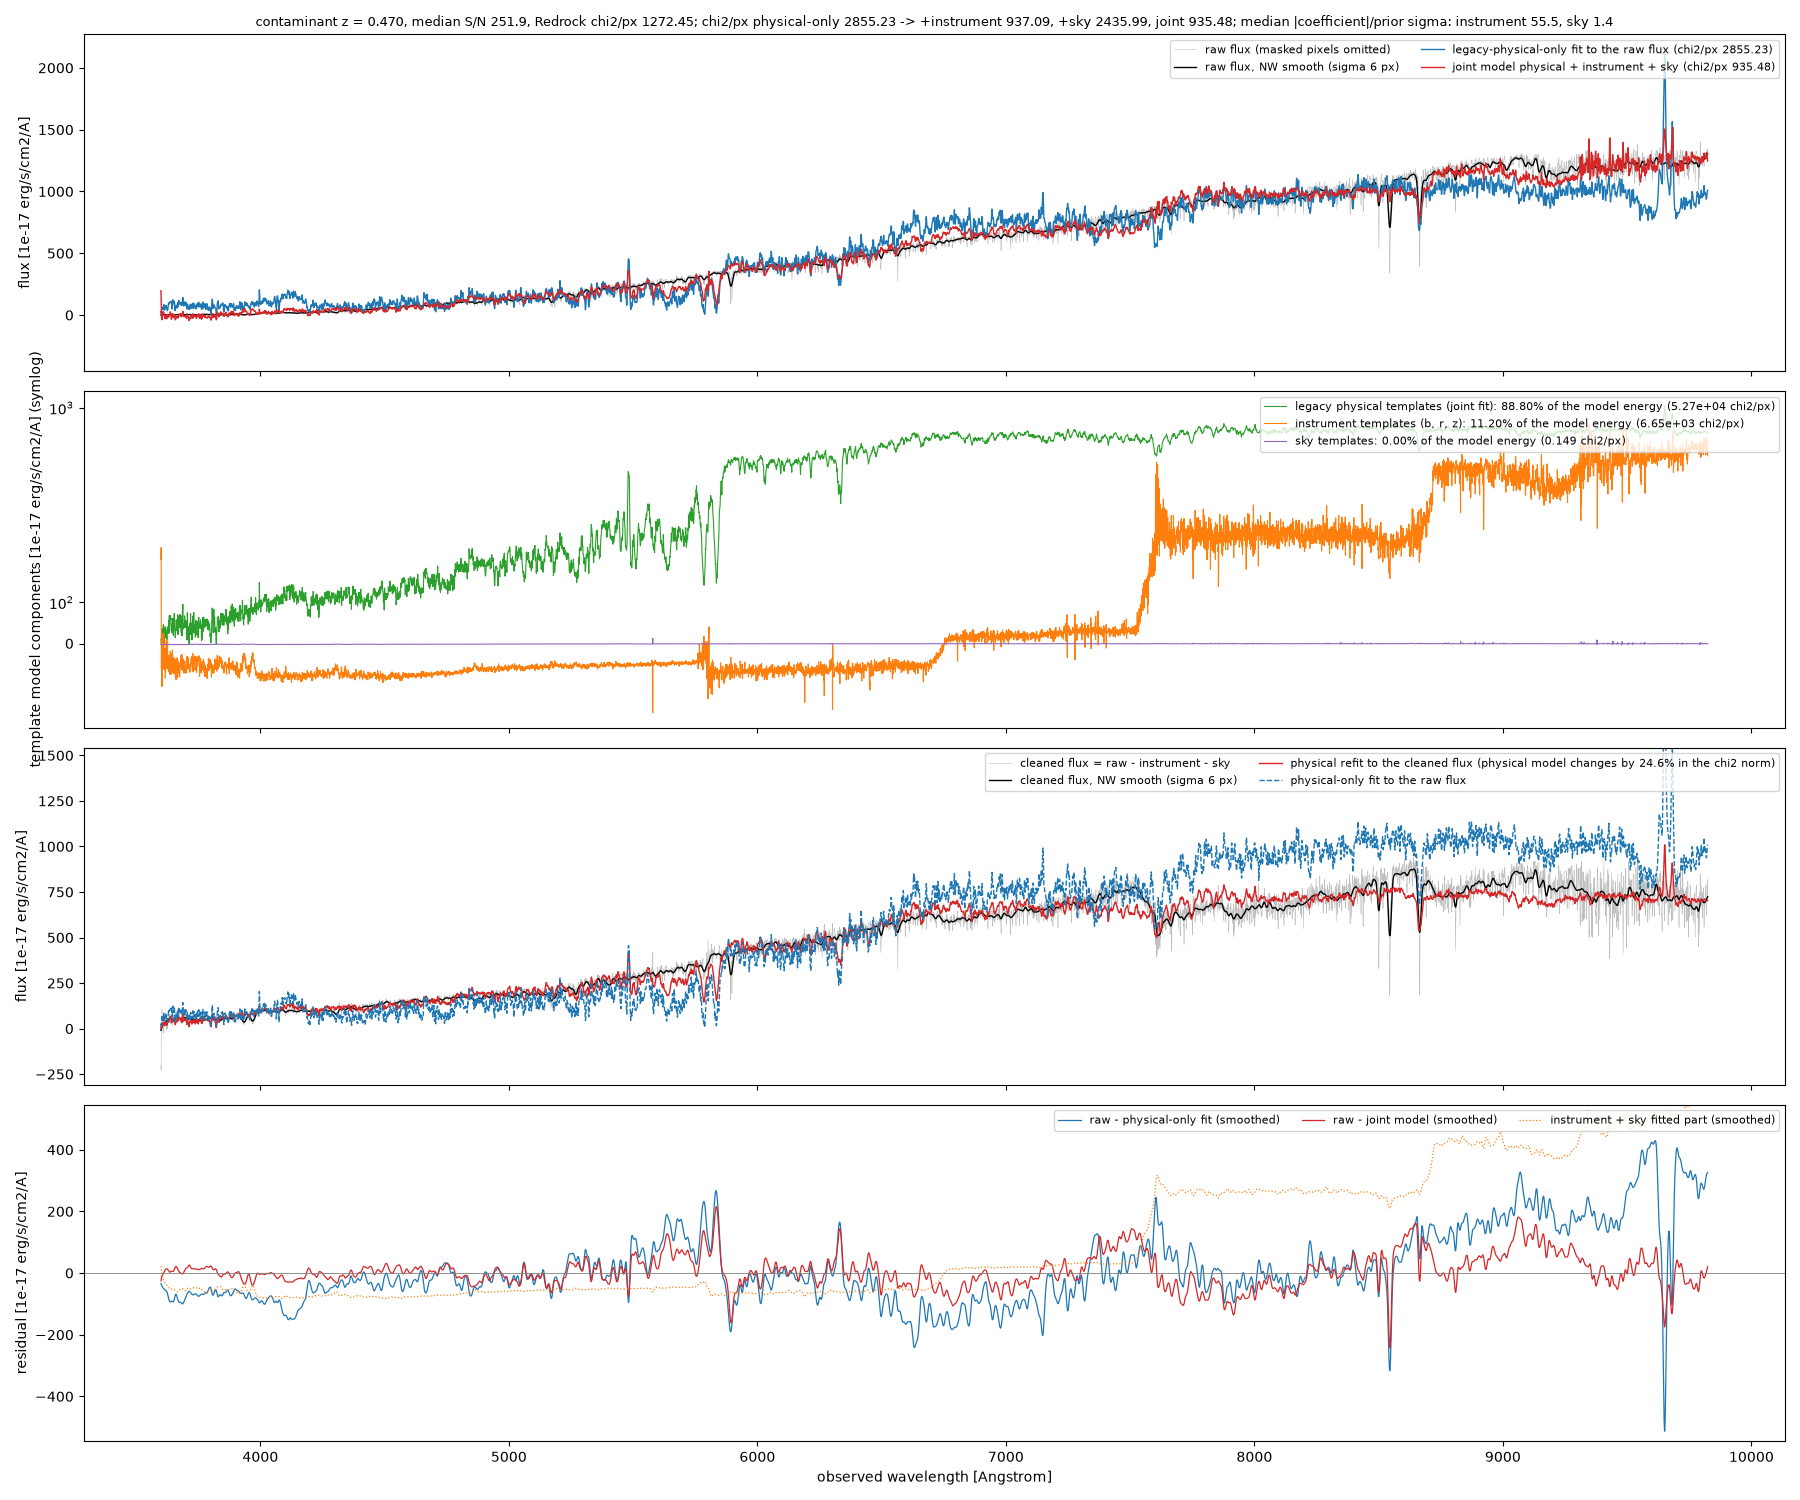 contaminant z = 0.470, median S/N 251.9, Redrock chi2/px 1272.45; chi2/px physical-only 2855.23 -> +instrument 937.09, +sky 2435.99, joint 935.48; median |coefficient|/prior sigma: instrument 55.5, sky 1.4
raw flux (masked pixels omitted)
raw flux, NW smooth (sigma 6 px)
legacy-physical-only fit to the raw flux (chi2/px 2855.23)
joint model physical + instrument + sky (chi2/px 935.48)
flux [1e-17 erg/s/cm2/A]
2000
1500
1000
500
0
legacy physical templates (joint fit): 88.80% of the model energy (5.27e+04 chi2/px)
instrument templates (b, r, z): 11.20% of the model energy (6.65e+03 chi2/px)
sky templates: 0.00% of the model energy (0.149 chi2/px)
template model components [1e-17 erg/s/cm2/A] (symlog)
10³
10²
0
cleaned flux = raw - instrument - sky
cleaned flux, NW smooth (sigma 6 px)
physical refit to the cleaned flux (physical model changes by 24.6% in the chi2 norm)
physical-only fit to the raw flux
flux [1e-17 erg/s/cm2/A]
1500
1250
1000
750
500
250
0
−250
raw - physical-only fit (smoothed)
raw - joint model (smoothed)
instrument + sky fitted part (smoothed)
residual [1e-17 erg/s/cm2/A]
400
200
0
−200
−400
4000
5000
6000
7000
8000
9000
10000
observed wavelength [Angstrom]